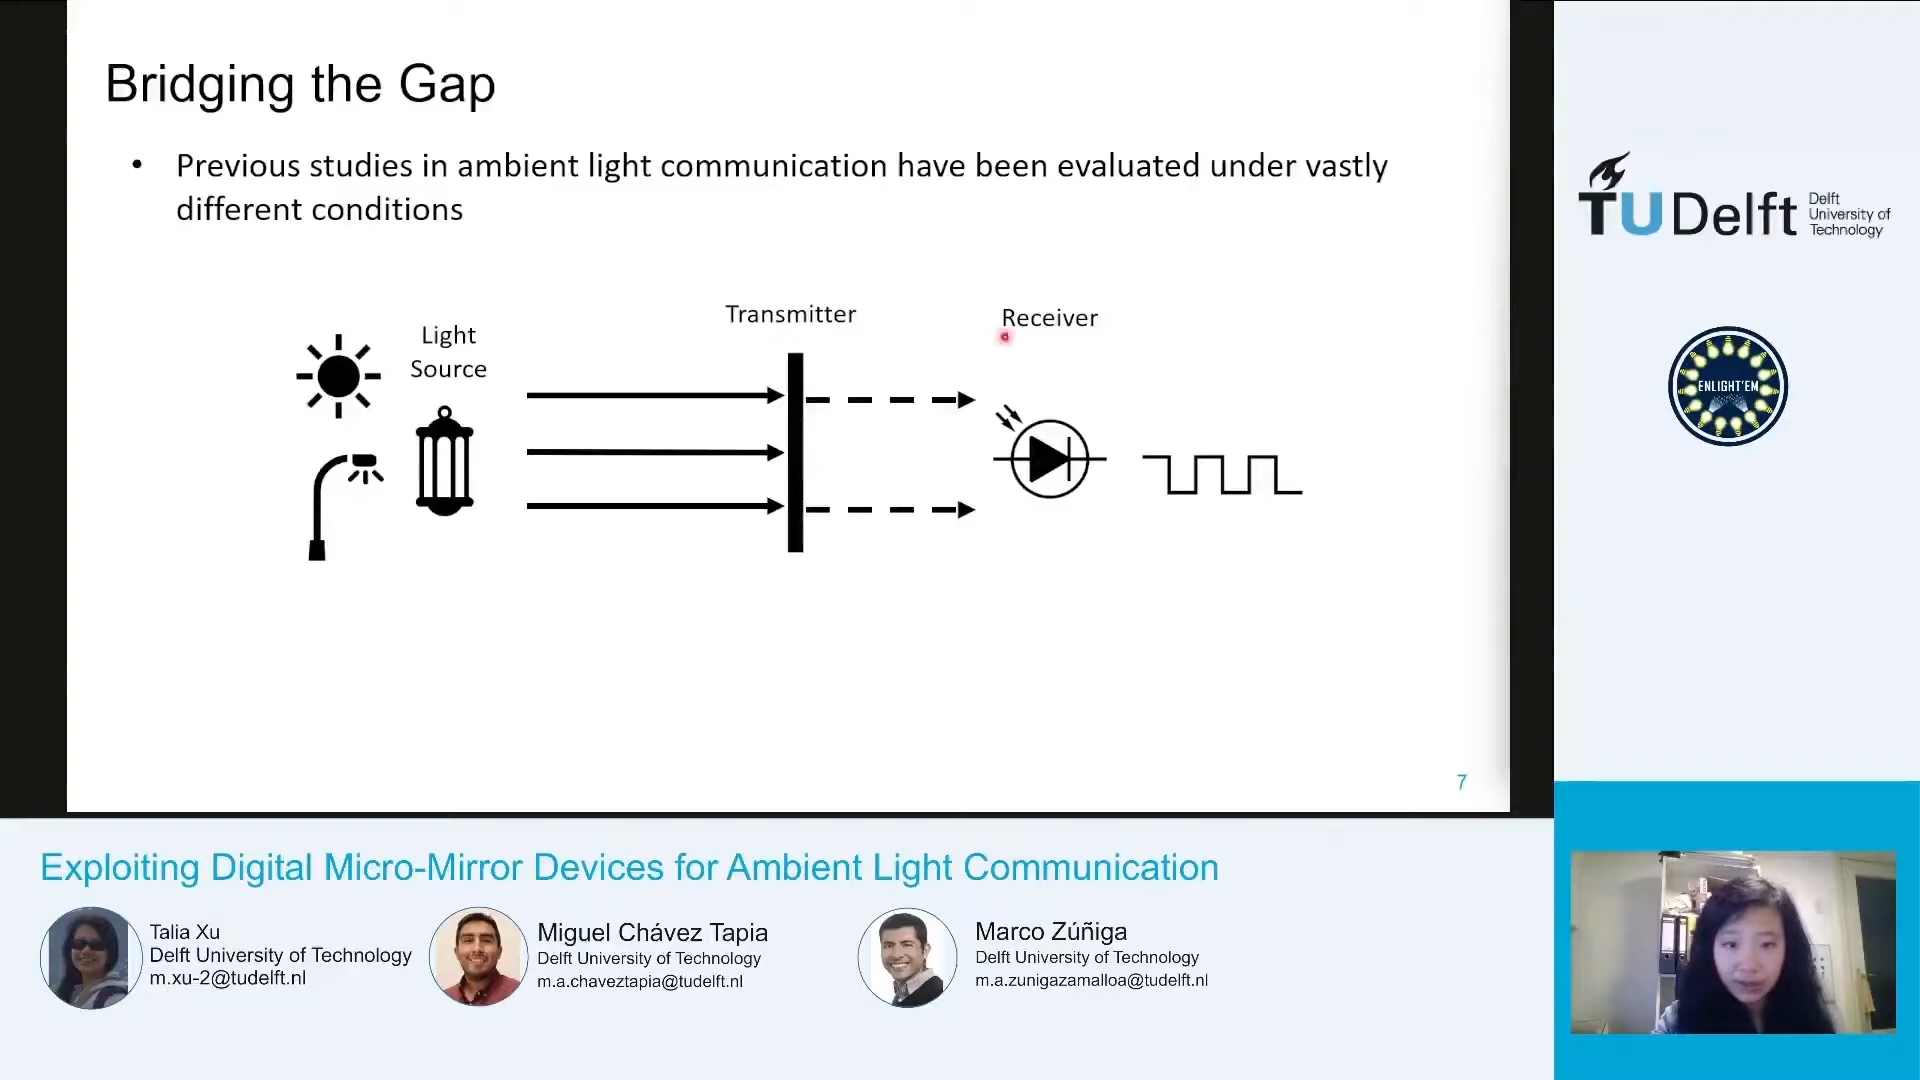 Bridging the Gap
• Previous studies in ambient light communication have been evaluated under vastly
different conditions
Light
Source
Transmitter
Receiver
7
TUDelft
Delft
University of
Technology
ENLIGHT'EM
Exploiting Digital Micro-Mirror Devices for Ambient Light Communication
Talia Xu
Delft University of Technology
m.xu-2@tudelft.nl
Miguel Chávez Tapia
Delft University of Technology
m.a.chaveztapia@tudelft.nl
Marco Zúñiga
Delft University of Technology
m.a.zunigazamalloa@tudelft.nl